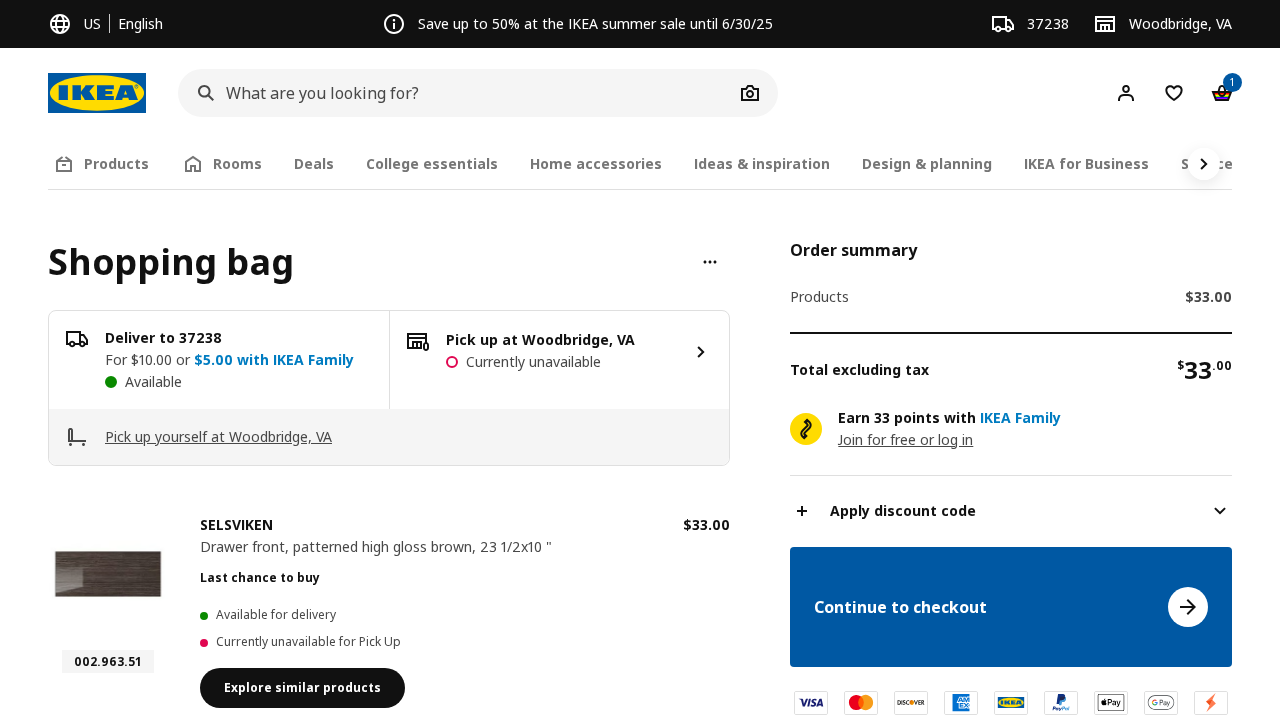 US English
Save up to 50% at the IKEA summer sale until 6/30/25
37238
Woodbridge, VA
IKEA
What are you looking for?
1
Products
Rooms
Deals
College essentials
Home accessories
Ideas & inspiration
Design & planning
IKEA for Business
Shopping bag
Deliver to 37238
For $10.00 or $5.00 with IKEA Family
Available
Pick up at Woodbridge, VA
Currently unavailable
Pick up yourself at Woodbridge, VA
SELSVIKEN
$33.00
Drawer front, patterned high gloss brown, 23 1/2x10 "
Last chance to buy
Available for delivery
Currently unavailable for Pick Up
002.963.51
Explore similar products
Order summary
Products
$33.00
Total excluding tax
$33.00
Earn 33 points with IKEA Family
Join for free or log in
Apply discount code
Continue to checkout
VISA
DISCOVER
AM EX
IKEA
PayPal
Pay
G Pay